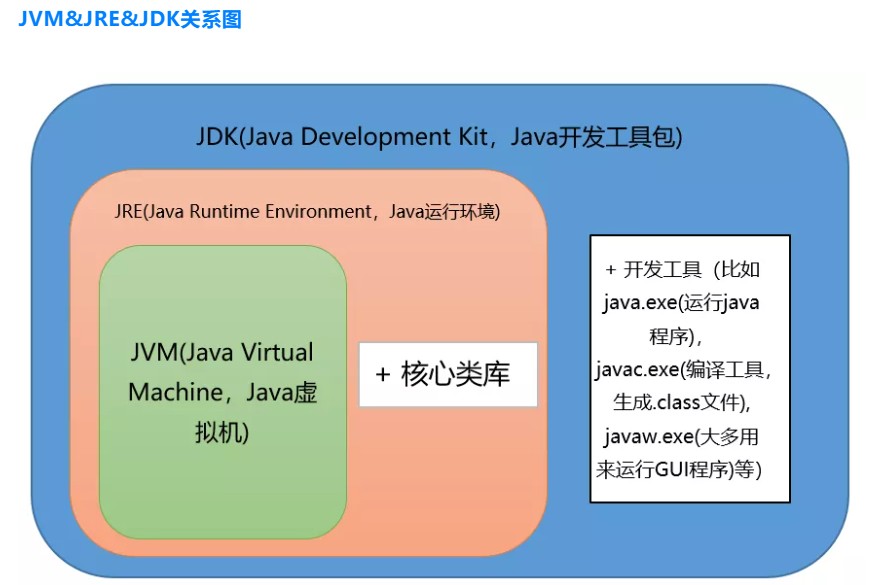 JVM&JRE&JDK关系图
JDK(Java Development Kit，Java开发工具包)
JRE(Java Runtime Environment，Java运行环境)
JVM(Java Virtual
Machine，Java虚
拟机)
+ 核心类库
+ 开发工具（比如
java.exe(运行java
程序)，
javac.exe(编译工具，
生成.class文件),
javaw.exe(大多用
来运行GUI程序)等）